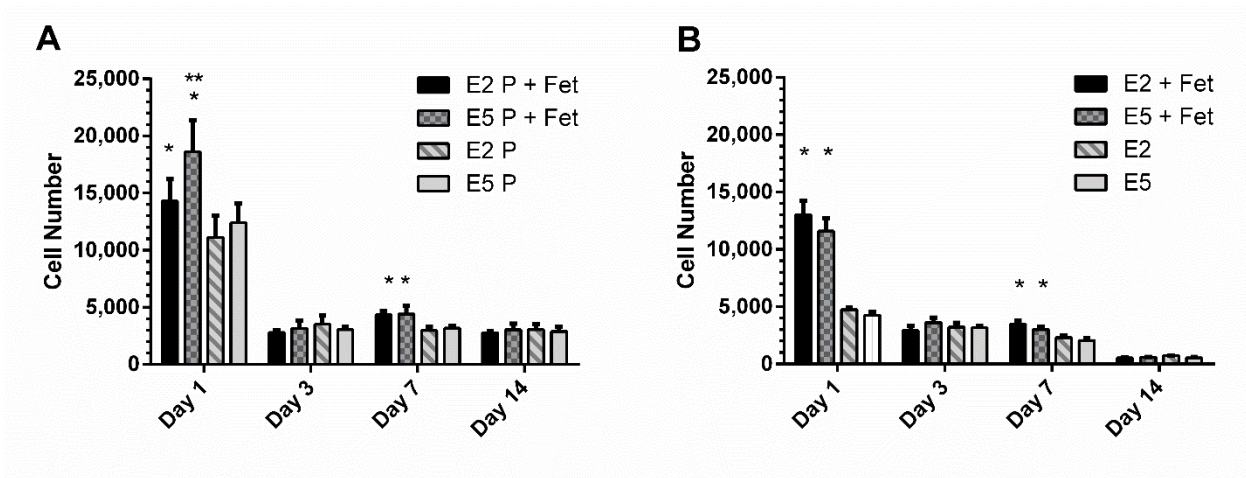 A
Cell Number
25,000
20,000
15,000
10,000
5,000
0
**
*
*
* *
E2 P + Fet
E5 P + Fet
E2 P
E5 P
Day 1
Day 3
Day 7
Day 14
B
Cell Number
25,000
20,000
15,000
10,000
5,000
0
* *
* *
E2 + Fet
E5 + Fet
E2
E5
Day 1
Day 3
Day 7
Day 14